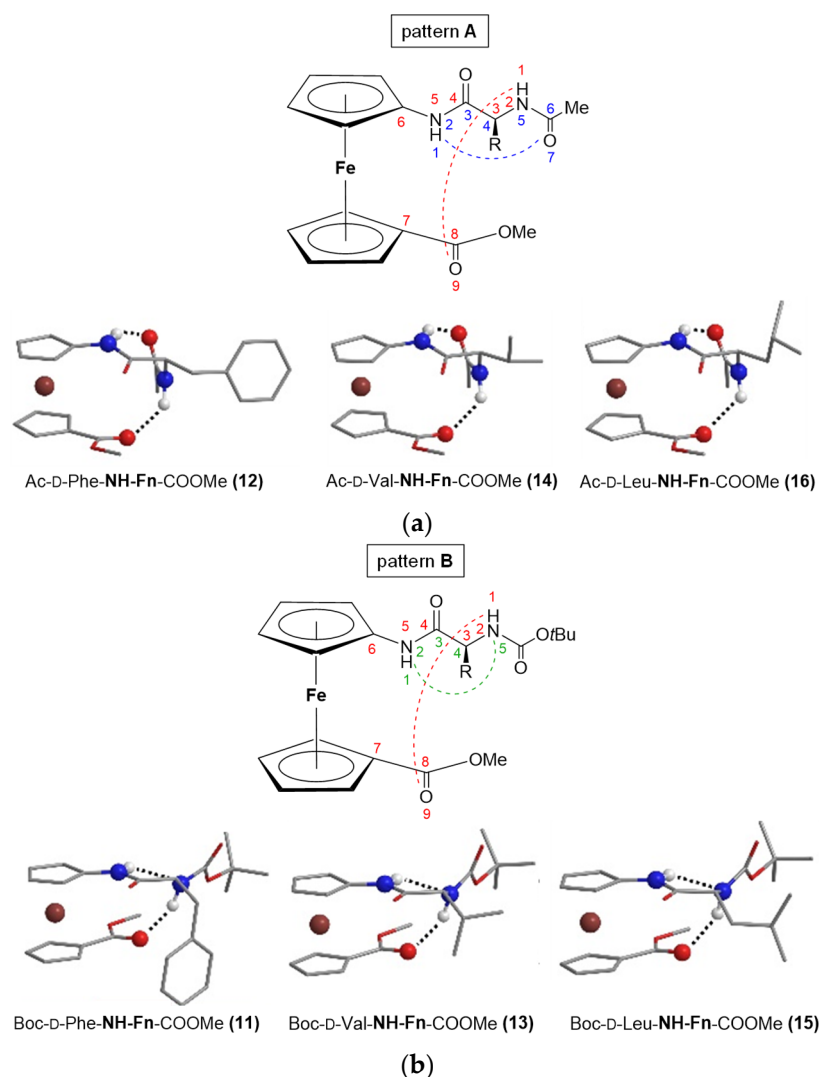 pattern A
O
H
1
5
4
3
2
N
6
Me
N
H
2
3
4
5
O
7
6
1
R
Fe
7
8
OMe
O
9
Ac-D-Phe-NH-Fn-COOMe (12) Ac-D-Val-NH-Fn-COOMe (14) Ac-D-Leu-NH-Fn-COOMe (16)
(a)
pattern B
O
H
1
5
4
3
2
N
OtBu
N
H
2
3
4
5
O
6
1
R
Fe
7
8
OMe
O
9
Boc-D-Phe-NH-Fn-COOMe (11) Boc-D-Val-NH-Fn-COOMe (13) Boc-D-Leu-NH-Fn-COOMe (15)
(b)